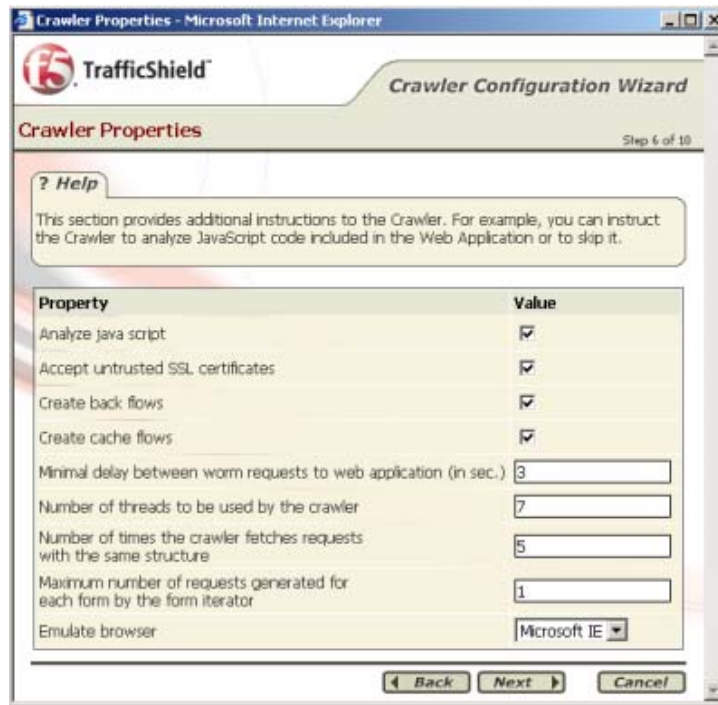 Crawler Properties - Microsoft Internet Explorer
f5 TrafficShield™
Crawler Configuration Wizard
Crawler Properties
Step 6 of 10
? Help
This section provides additional instructions to the Crawler. For example, you can instruct
the Crawler to analyze JavaScript code included in the Web Application or to skip it.
Property Value
Analyze java script
Accept untrusted SSL certificates
Create back flows
Create cache flows
Minimal delay between worm requests to web application (in sec.) 3
Number of threads to be used by the crawler 7
Number of times the crawler fetches requests
with the same structure 5
Maximum number of requests generated for
each form by the form iterator 1
Emulate browser Microsoft IE
Back Next Cancel